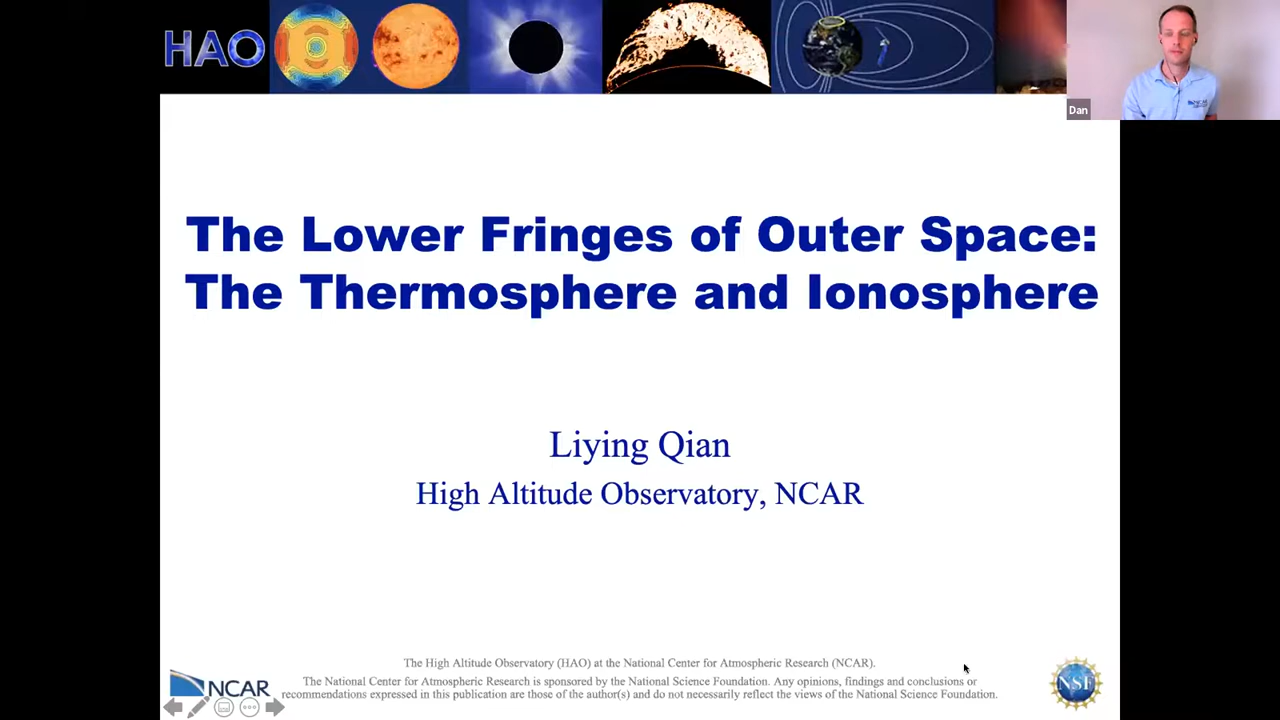 HAO
Dan
The Lower Fringes of Outer Space:
The Thermosphere and Ionosphere
Liying Qian
High Altitude Observatory, NCAR
The High Altitude Observatory (HAO) at the National Center for Atmospheric Research (NCAR).
The National Center for Atmospheric Research is sponsored by the National Science Foundation. Any opinions, findings and conclusions or
recommendations expressed in this publication are those of the author(s) and do not necessarily reflect the views of the National Science Foundation.
NCAR
NSF